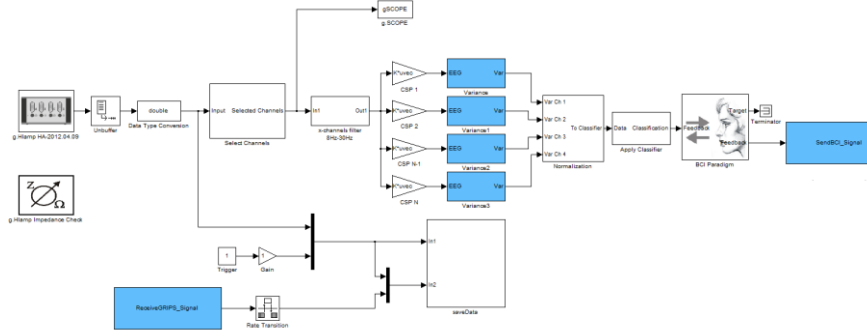 gSCOPE
g.SCOPE
K*uvec
CSP 1
EEG
Var
Variance
g.HIamp HA-2012.04.09
Unbuffer
double
Data Type Conversion
Input
Selected Channels
Select Channels
In1
Out1
x-channels filter
8Hz-30Hz
K*uvec
CSP 2
EEG
Var
Variance1
K*uvec
CSP N-1
EEG
Var
Variance2
K*uvec
CSP N
EEG
Var
Variance3
Var Ch 1
Var Ch 2
Var Ch 3
Var Ch 4
To Classifier
Normalization
Data
Classification
Apply Classifier
Feedback
Target
Feedback
BCI Paradigm
Terminator
SendBCI_Signal
Z
Ω
g.HIamp Impedance Check
1
Trigger
1
Gain
In1
In2
saveData
ReceiveGRIPS_Signal
Rate Transition